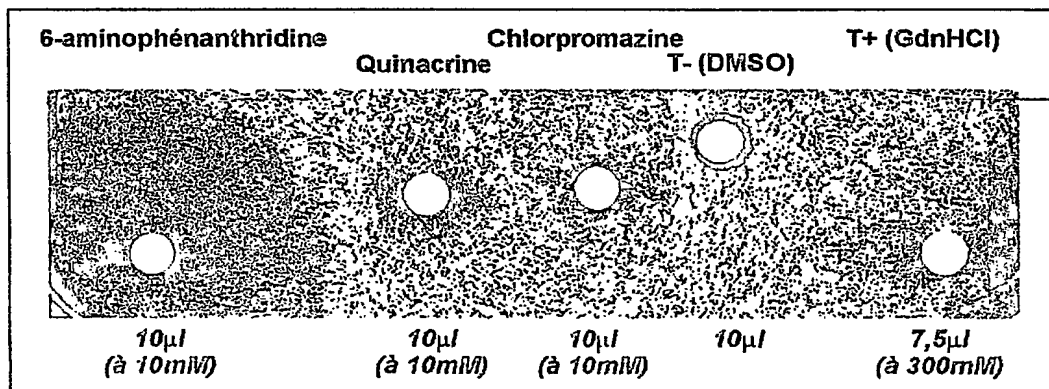 6-aminophénanthridine Chlorpromazine T+ (GdnHCl)
Quinacrine T- (DMSO)
10µl 10µl 10µl 10µl 7,5µl
(à 10mM) (à 10mM) (à 10mM) (à 300mM)